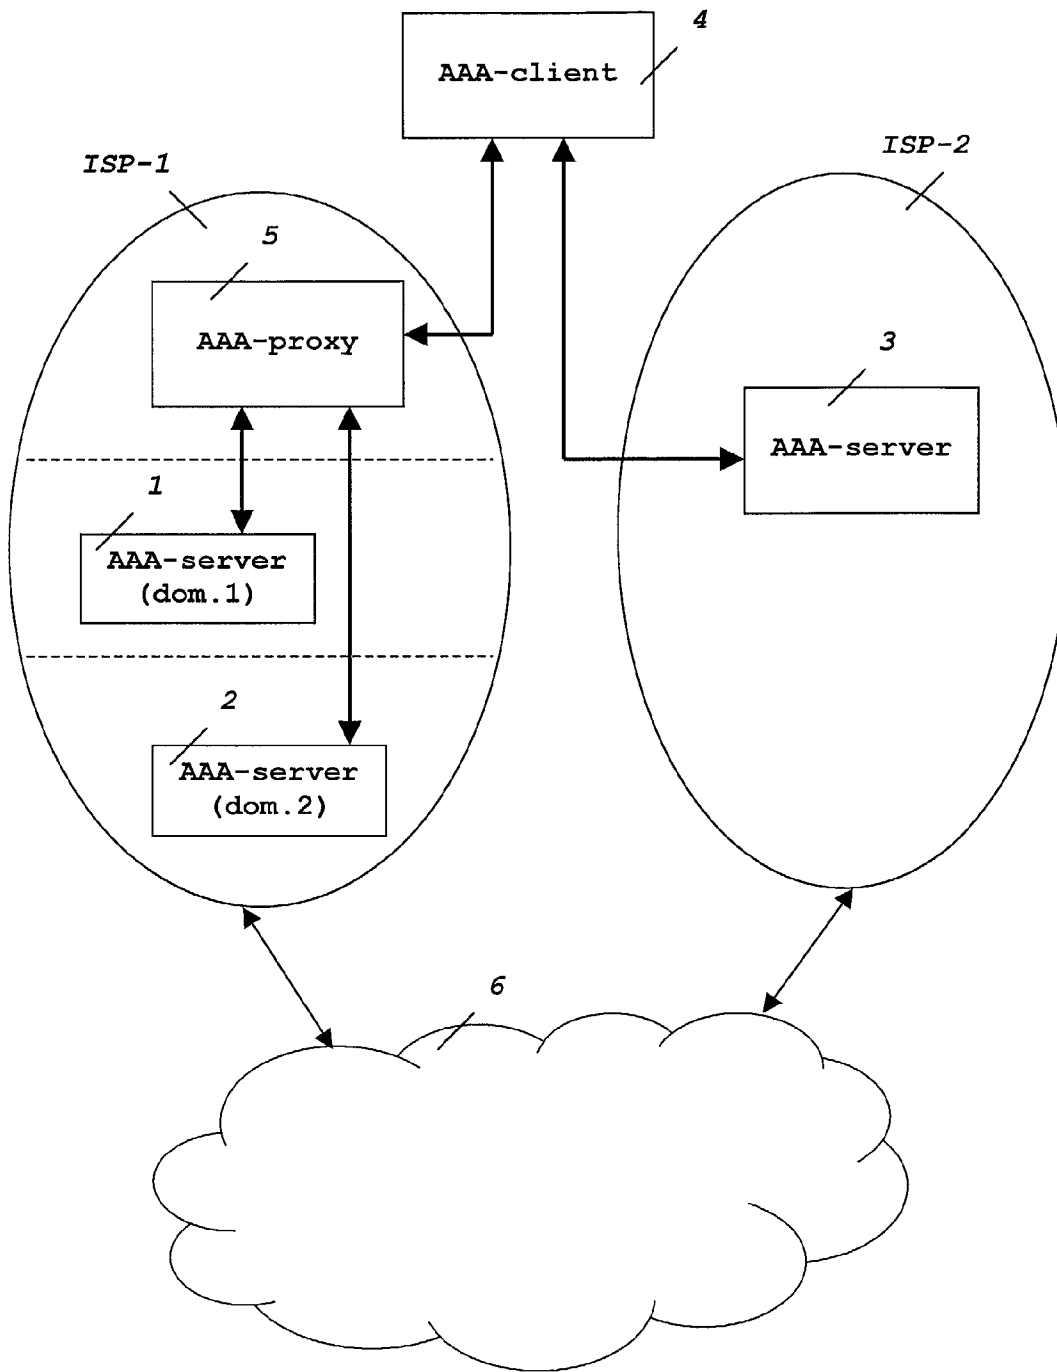 4
AAA-client
ISP-1
ISP-2
5
AAA-proxy
3
AAA-server
1
AAA-server
(dom.1)
2
AAA-server
(dom.2)
6